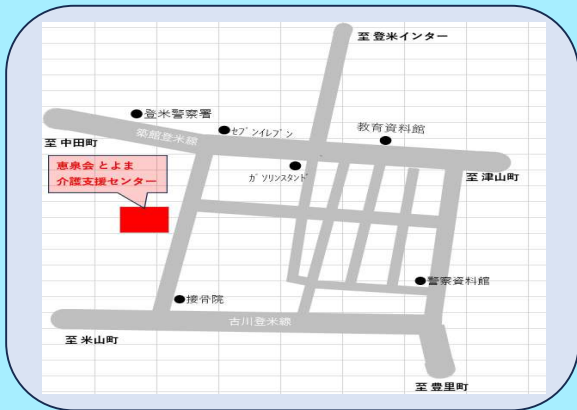 至 登米インター
登米警察署
築館登米線
セブンイレブン
教育資料館
至 中田町
ガソリンスタンド
至 津山町
恵泉会 とよま
介護支援センター
警察資料館
接骨院
古川登米線
至 米山町
至 豊里町